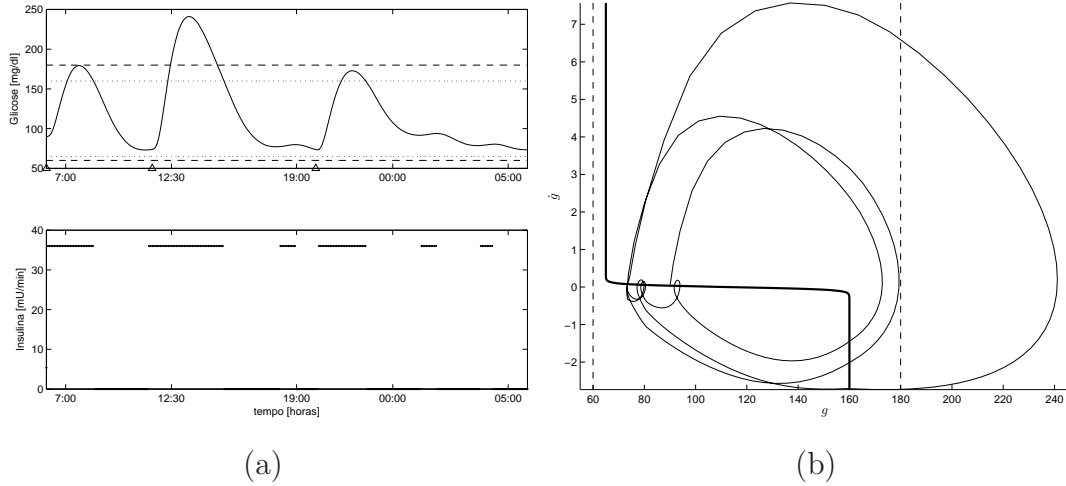 250
200
150
100
50
Glicose [mg/dl]
7:00 12:30 19:00 00:00 05:00
40
30
20
10
0
Insulina [mU/min]
7:00 12:30 19:00 00:00 05:00
tempo [horas]
(a)
7
6
5
4
3
2
1
0
−1
−2
ġ
60 80 100 120 140 160 180 200 220 240
g
(b)